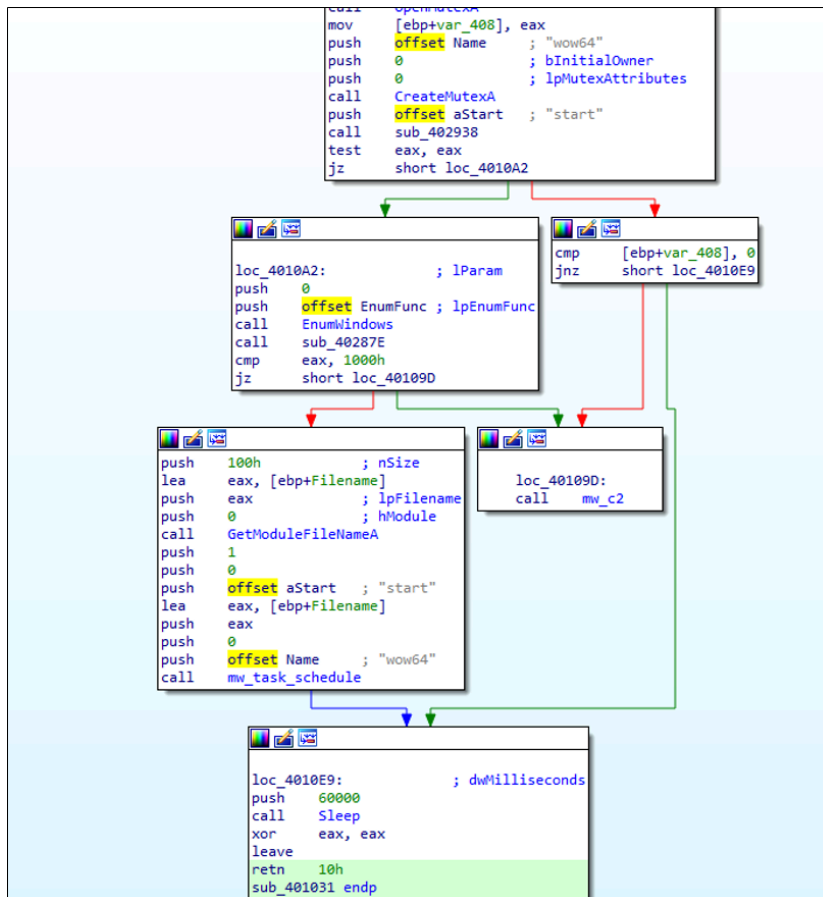 call OpenMutexA
mov [ebp+var_408], eax
push offset Name ; "wow64"
push 0 ; bInitialOwner
push 0 ; lpMutexAttributes
call CreateMutexA
push offset aStart ; "start"
call sub_402938
test eax, eax
jz short loc_4010A2
loc_4010A2: ; lParam
push 0
push offset EnumFunc ; lpEnumFunc
call EnumWindows
call sub_40287E
cmp eax, 1000h
jz short loc_40109D
cmp [ebp+var_408], 0
jnz short loc_4010E9
push 100h ; nSize
lea eax, [ebp+Filename]
push eax ; lpFilename
push 0 ; hModule
call GetModuleFileNameA
push 1
push 0
push offset aStart ; "start"
lea eax, [ebp+Filename]
push eax
push 0
push offset Name ; "wow64"
call mw_task_schedule
loc_40109D:
call mw_c2
loc_4010E9: ; dwMilliseconds
push 60000
call Sleep
xor eax, eax
leave
retn 10h
sub_401031 endp